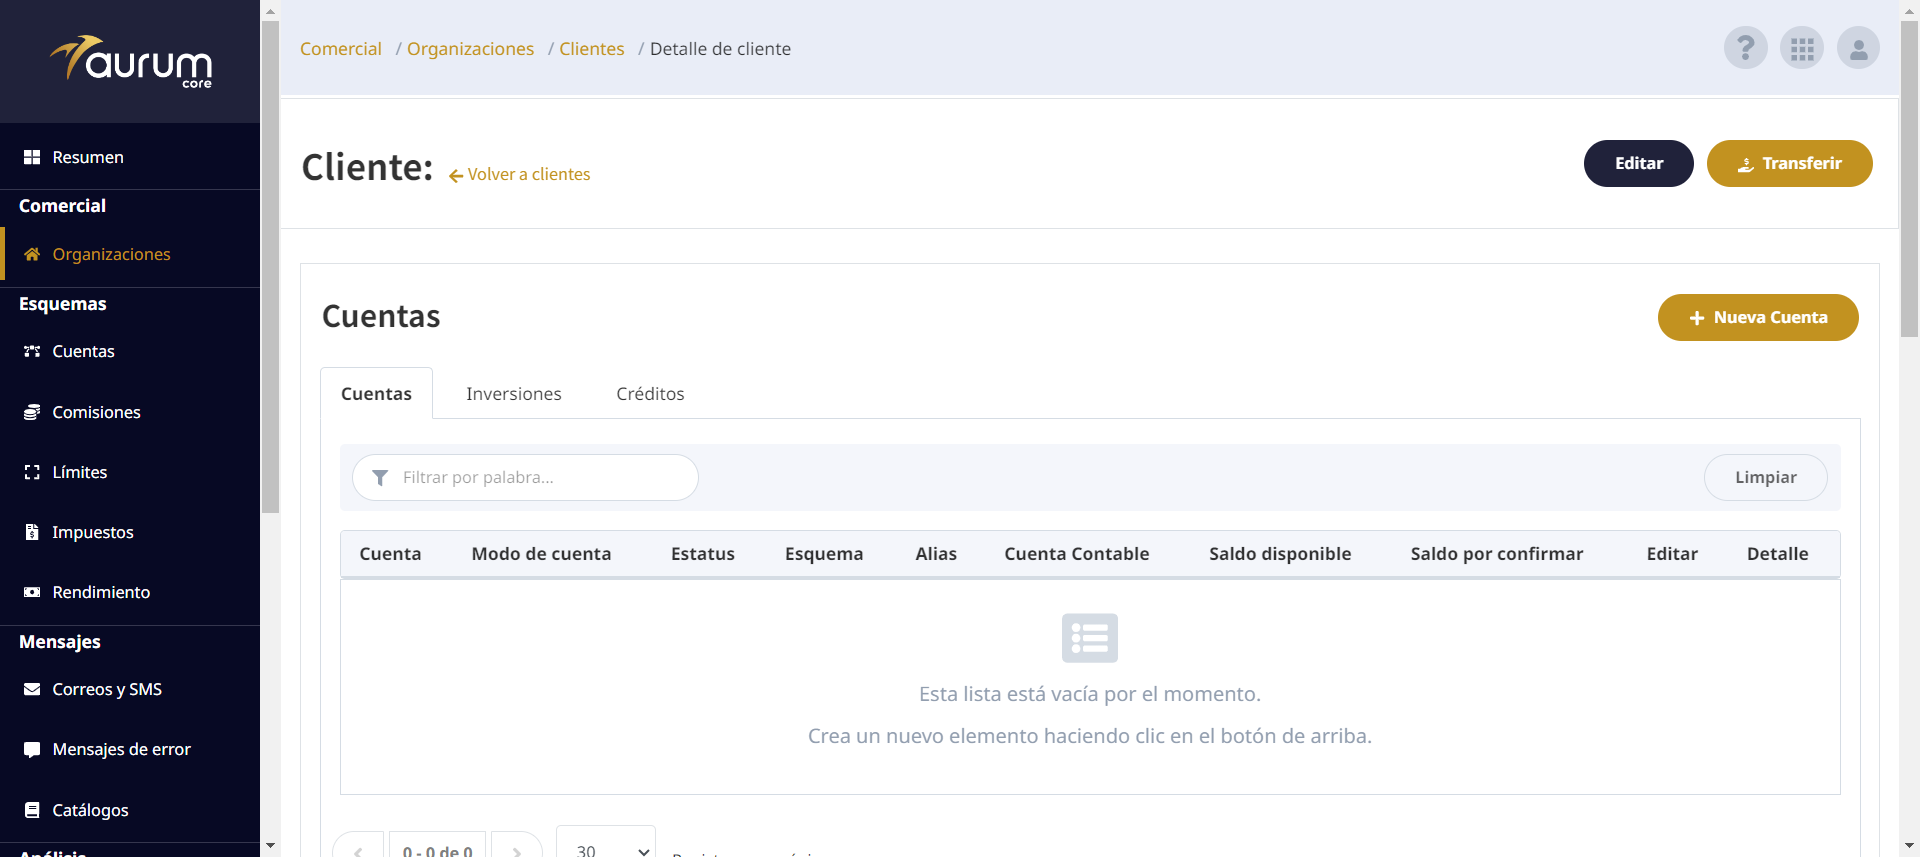 aurum
core
Resumen
Comercial
Organizaciones
Esquemas
Cuentas
Comisiones
Límites
Impuestos
Rendimiento
Mensajes
Correos y SMS
Mensajes de error
Catálogos
Análisis
Comercial / Organizaciones / Clientes / Detalle de cliente
?
Cliente: Volver a clientes
Editar
Transferir
Cuentas
Nueva Cuenta
Cuentas Inversiones Créditos
Filtrar por palabra...
Limpiar
Cuenta Modo de cuenta Estatus Esquema Alias Cuenta Contable Saldo disponible Saldo por confirmar Editar Detalle
Esta lista está vacía por el momento.
Crea un nuevo elemento haciendo clic en el botón de arriba.
0 - 0 de 0
30